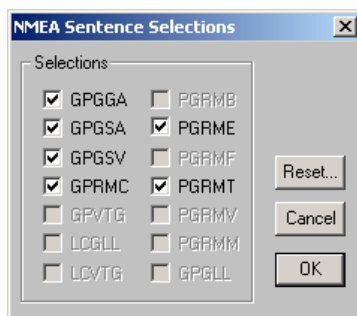 NMEA Sentence Selections
Selections
GPGGA PGRMB
GPGSA PGRME
GPGSV PGRMF
GPRMC PGRMT
GPVTG PGRMV
LCGLL PGRMM
LCVTG GPGLL
Reset...
Cancel
OK